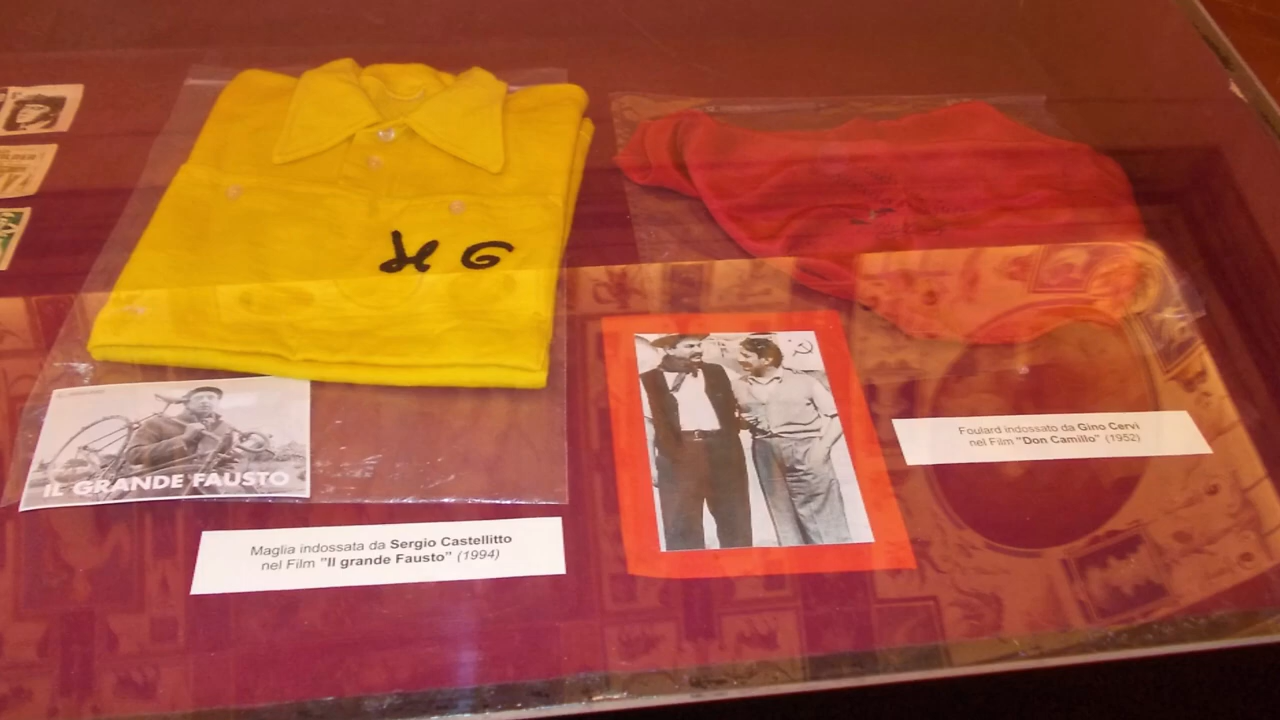 H G
IL GRANDE FAUSTO
Maglia indossata da Sergio Castellitto
nel Film "Il grande Fausto" (1994)
Foulard indossato da Gino Cervi
nel Film "Don Camillo" (1952)